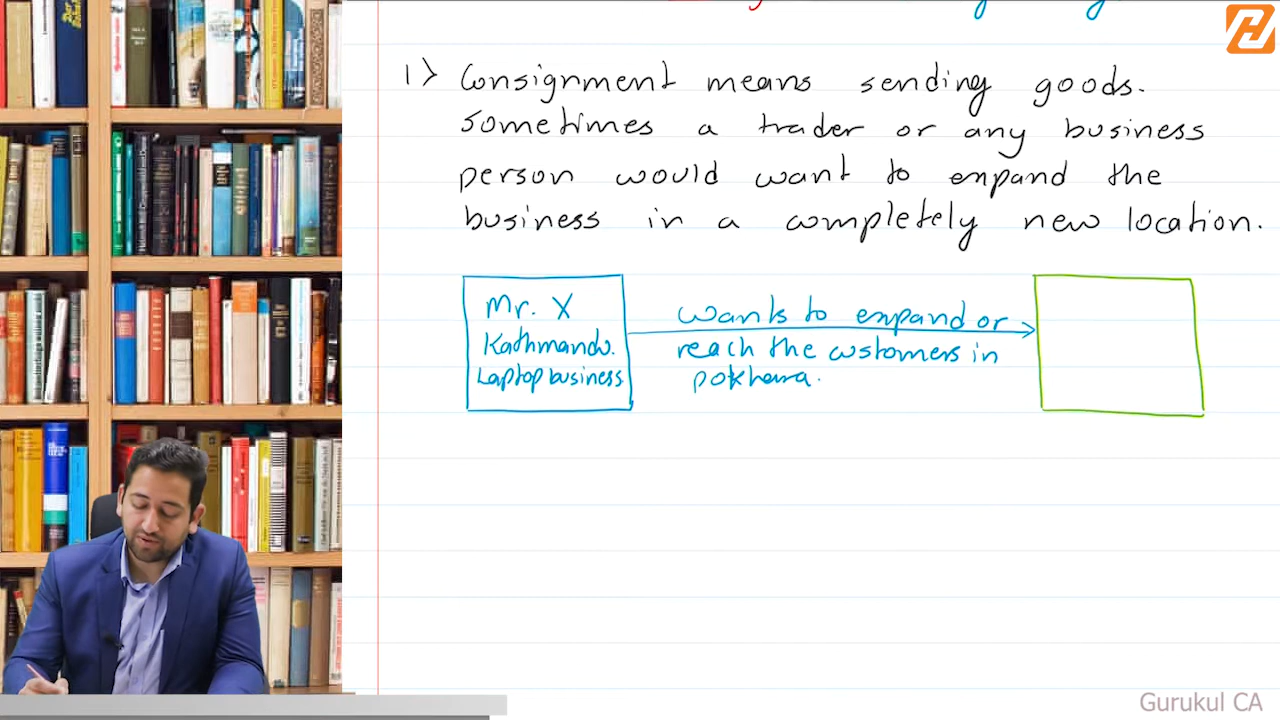 1) Consignment means sending goods.
Sometimes a trader or any business
person would want to expand the
business in a completely new location.
Mr. X
Kathmandu.
Laptop business
wants to expand or
reach the customers in
pokhara.
Gurukul CA